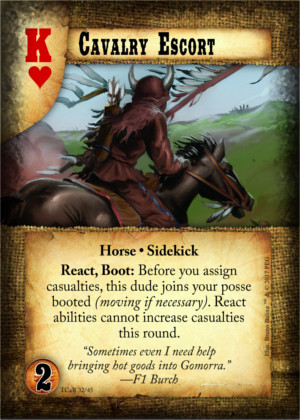 K
CAVALRY ESCORT
Horse • Sidekick
React, Boot: Before you assign
casualties, this dude joins your posse
booted (moving if necessary). React
abilities cannot increase casualties
this round.
"Sometimes even I need help
bringing hot goods into Gomorra."
—F1 Burch
2
32/45